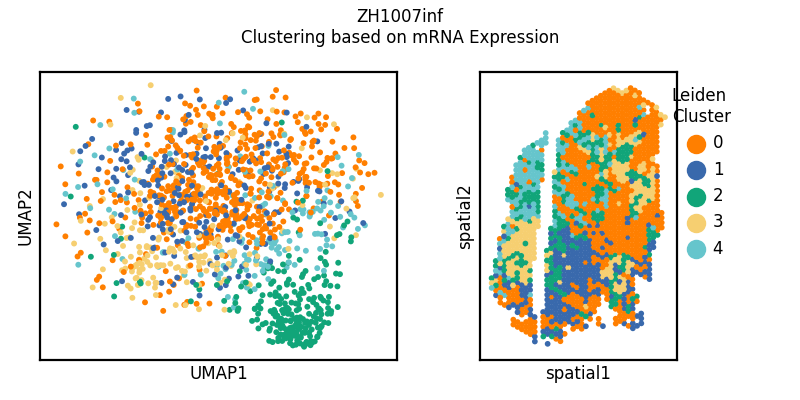 ZH1007inf
Clustering based on mRNA Expression
UMAP2
UMAP1
spatial2
spatial1
Leiden
Cluster
0
1
2
3
4